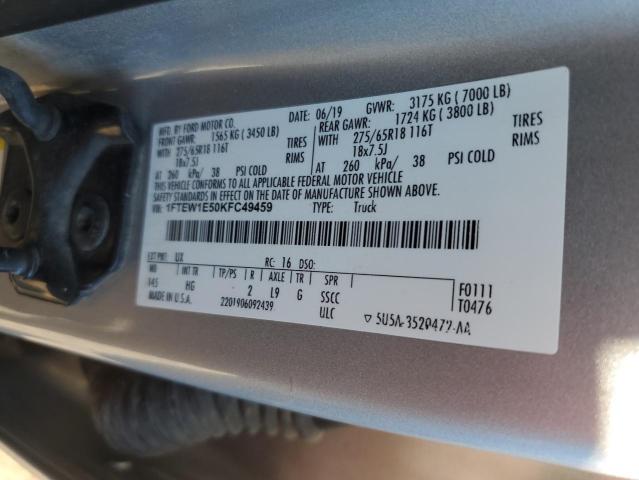 MFD. BY FORD MOTOR CO.
DATE: 06/19 GVWR: 3175 KG ( 7000 LB)
FRONT GAWR: 1565 KG ( 3450 LB) REAR GAWR: 1724 KG ( 3800 LB)
WITH 275/65R18 116T TIRES WITH 275/65R18 116T TIRES
18x7.5J RIMS 18x7.5J RIMS
AT 260 kPa/ 38 PSI COLD AT 260 kPa/ 38 PSI COLD
THIS VEHICLE CONFORMS TO ALL APPLICABLE FEDERAL MOTOR VEHICLE
SAFETY STANDARDS IN EFFECT ON THE DATE OF MANUFACTURE SHOWN ABOVE.
VIN: 1FTEW1E50KFC49459 TYPE: Truck
EXT PNT: UX RC: 16 DSO:
WB INT TR TP/PS R AXLE TR SPR F0111
145 HG 2 L9 G SSCC T0476
MADE IN U.S.A. 2201906092439 ULC ▽ 5U5A-3520472-AA